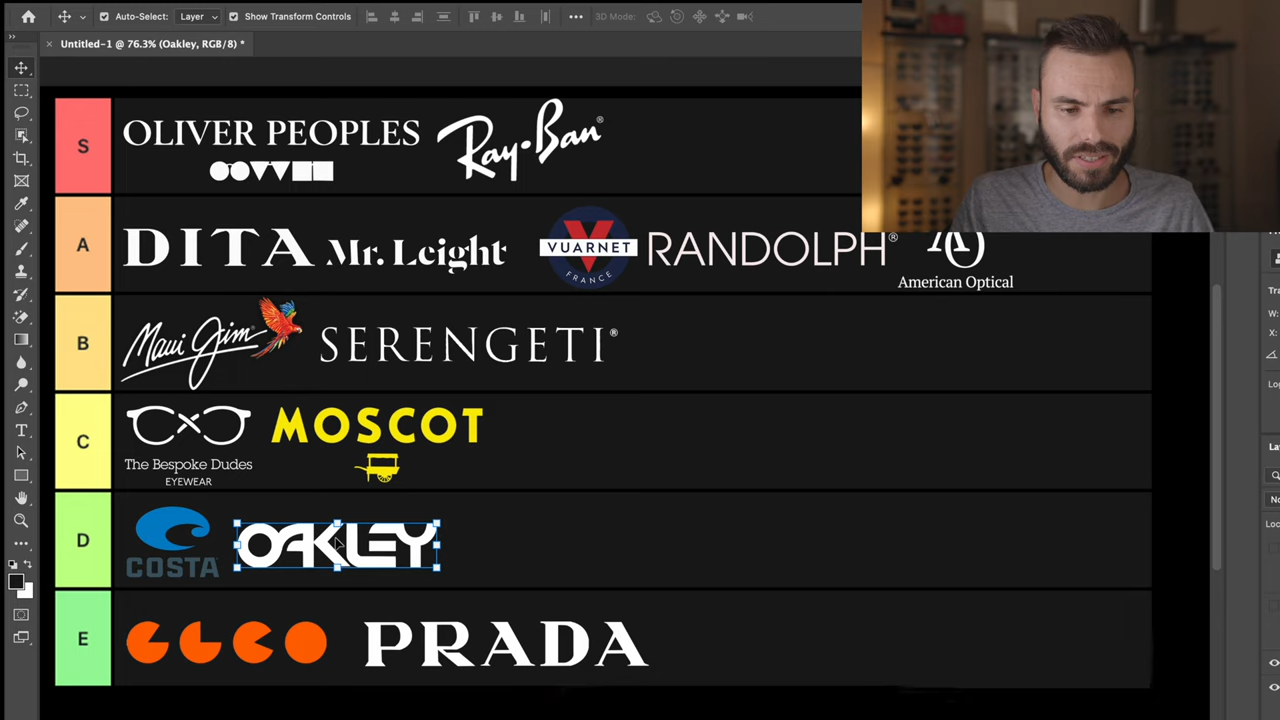 Auto-Select: Layer Show Transform Controls 3D Mode:
Untitled-1 @ 76.3% (Oakley, RGB/8) *
S
OLIVER PEOPLES
Ray-Ban®
A
DITA
Mr. Leight
VUARNET
FRANCE
RANDOLPH®
AO
American Optical
B
Maui Jim®
SERENGETI®
C
The Bespoke Dudes
EYEWEAR
MOSCOT
D
COSTA
OAKLEY
E
PRADA
W:
X: